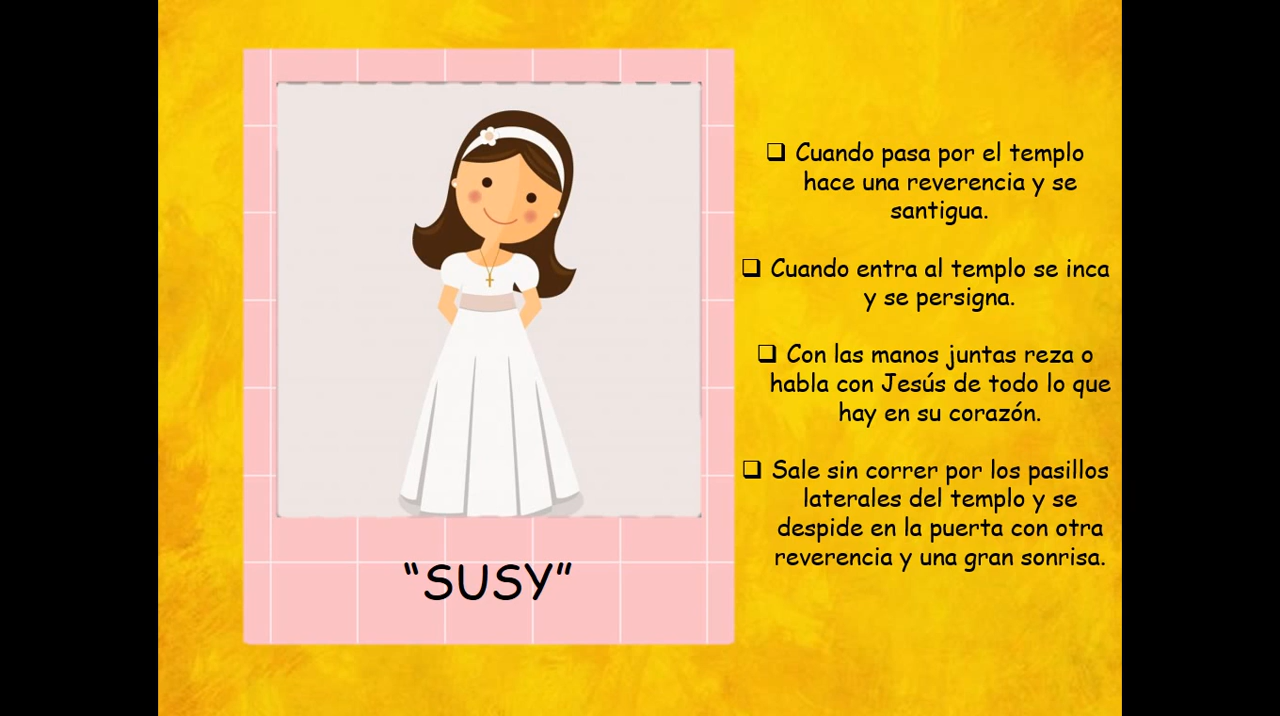 “SUSY”
❑ Cuando pasa por el templo
hace una reverencia y se
santigua.
❑ Cuando entra al templo se inca
y se persigna.
❑ Con las manos juntas reza o
habla con Jesús de todo lo que
hay en su corazón.
❑ Sale sin correr por los pasillos
laterales del templo y se
despide en la puerta con otra
reverencia y una gran sonrisa.